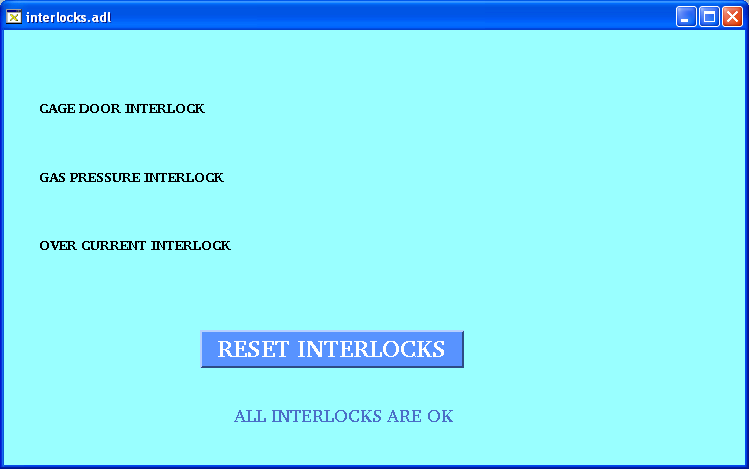 interlocks.adl
CAGE DOOR INTERLOCK
GAS PRESSURE INTERLOCK
OVER CURRENT INTERLOCK
RESET INTERLOCKS
ALL INTERLOCKS ARE OK